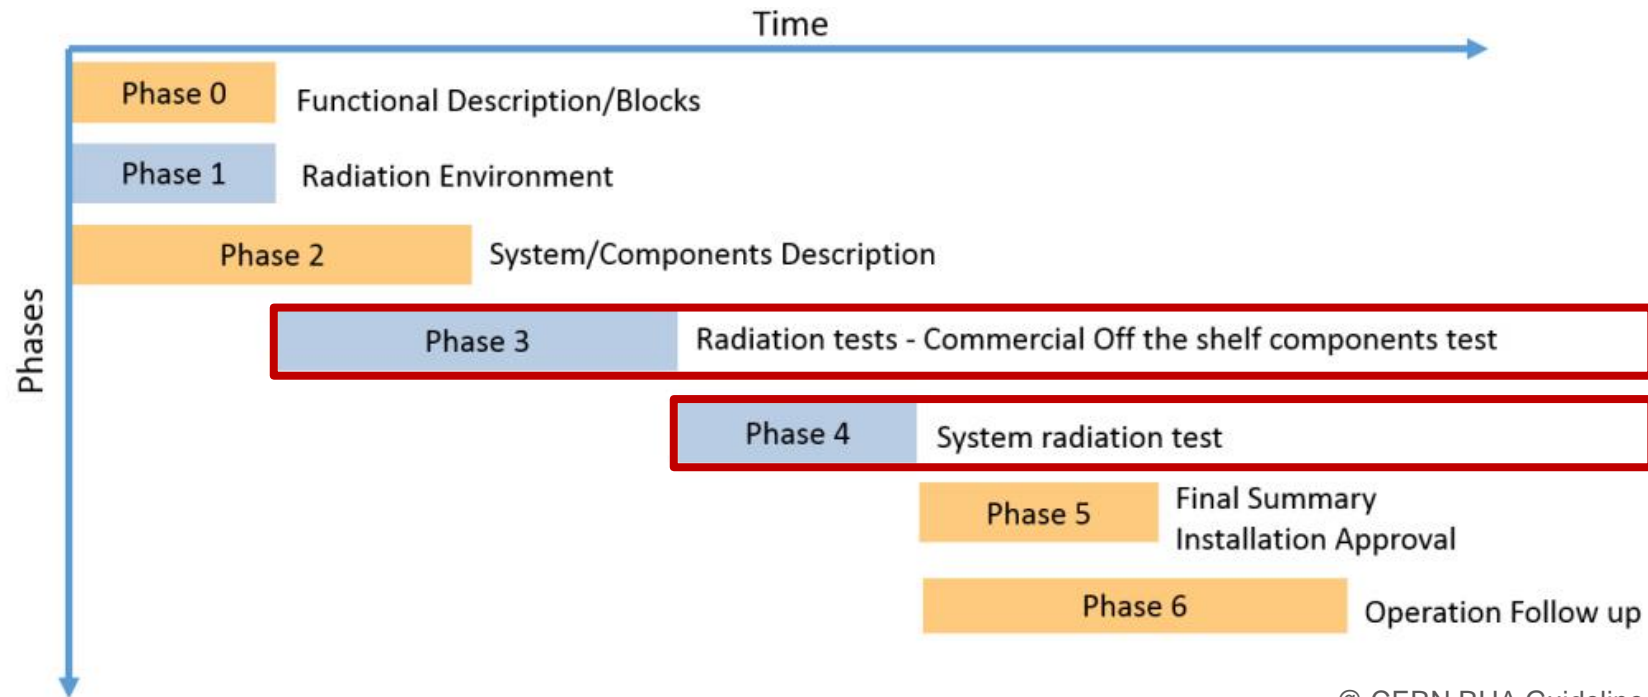 Time
Phases
Phase 0
Functional Description/Blocks
Phase 1
Radiation Environment
Phase 2
System/Components Description
Phase 3
Radiation tests - Commercial Off the shelf components test
Phase 4
System radiation test
Phase 5
Final Summary
Installation Approval
Phase 6
Operation Follow up